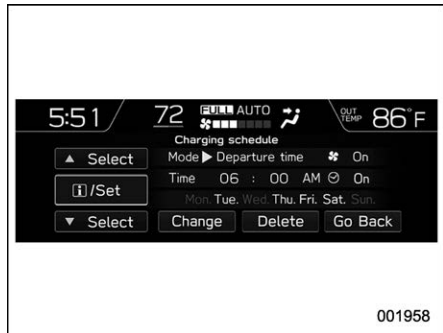 5:51 72 FULL AUTO OUT TEMP 86°F
Charging schedule
▲ Select Mode ▶ Departure time On
Time 06 : 00 AM On
i/Set
Mon. Tue. Wed. Thu. Fri. Sat. Sun.
▼ Select Change Delete Go Back
001958